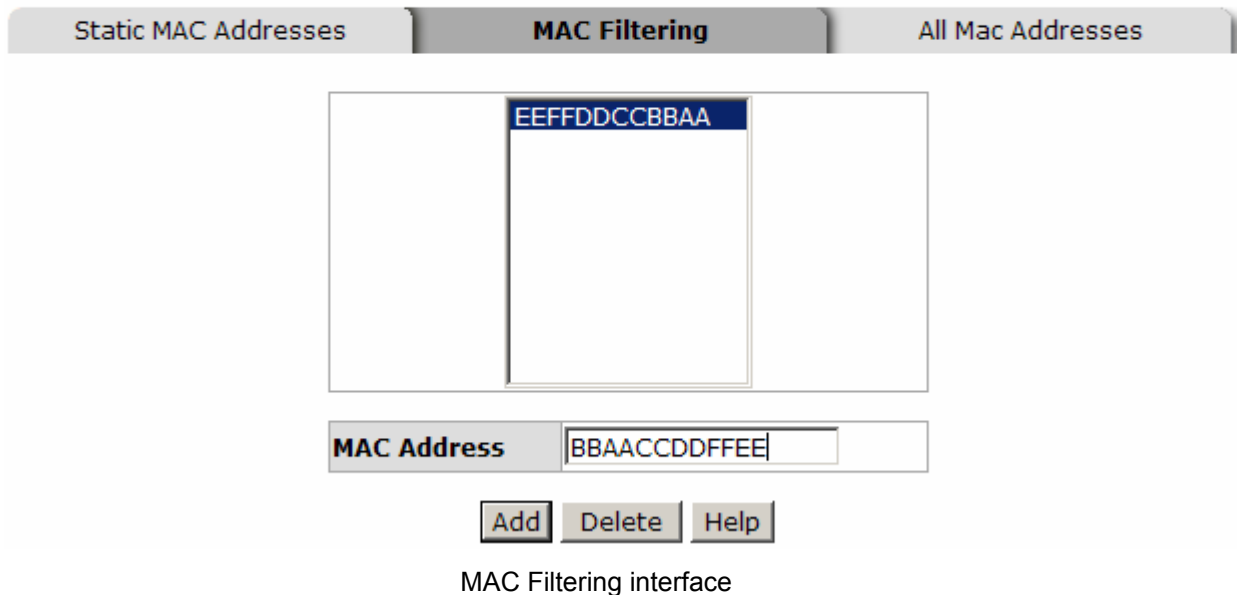 Static MAC Addresses MAC Filtering All Mac Addresses
EEFFDDCCBBAA
MAC Address BBAACCDDFFEE
Add Delete Help
MAC Filtering interface